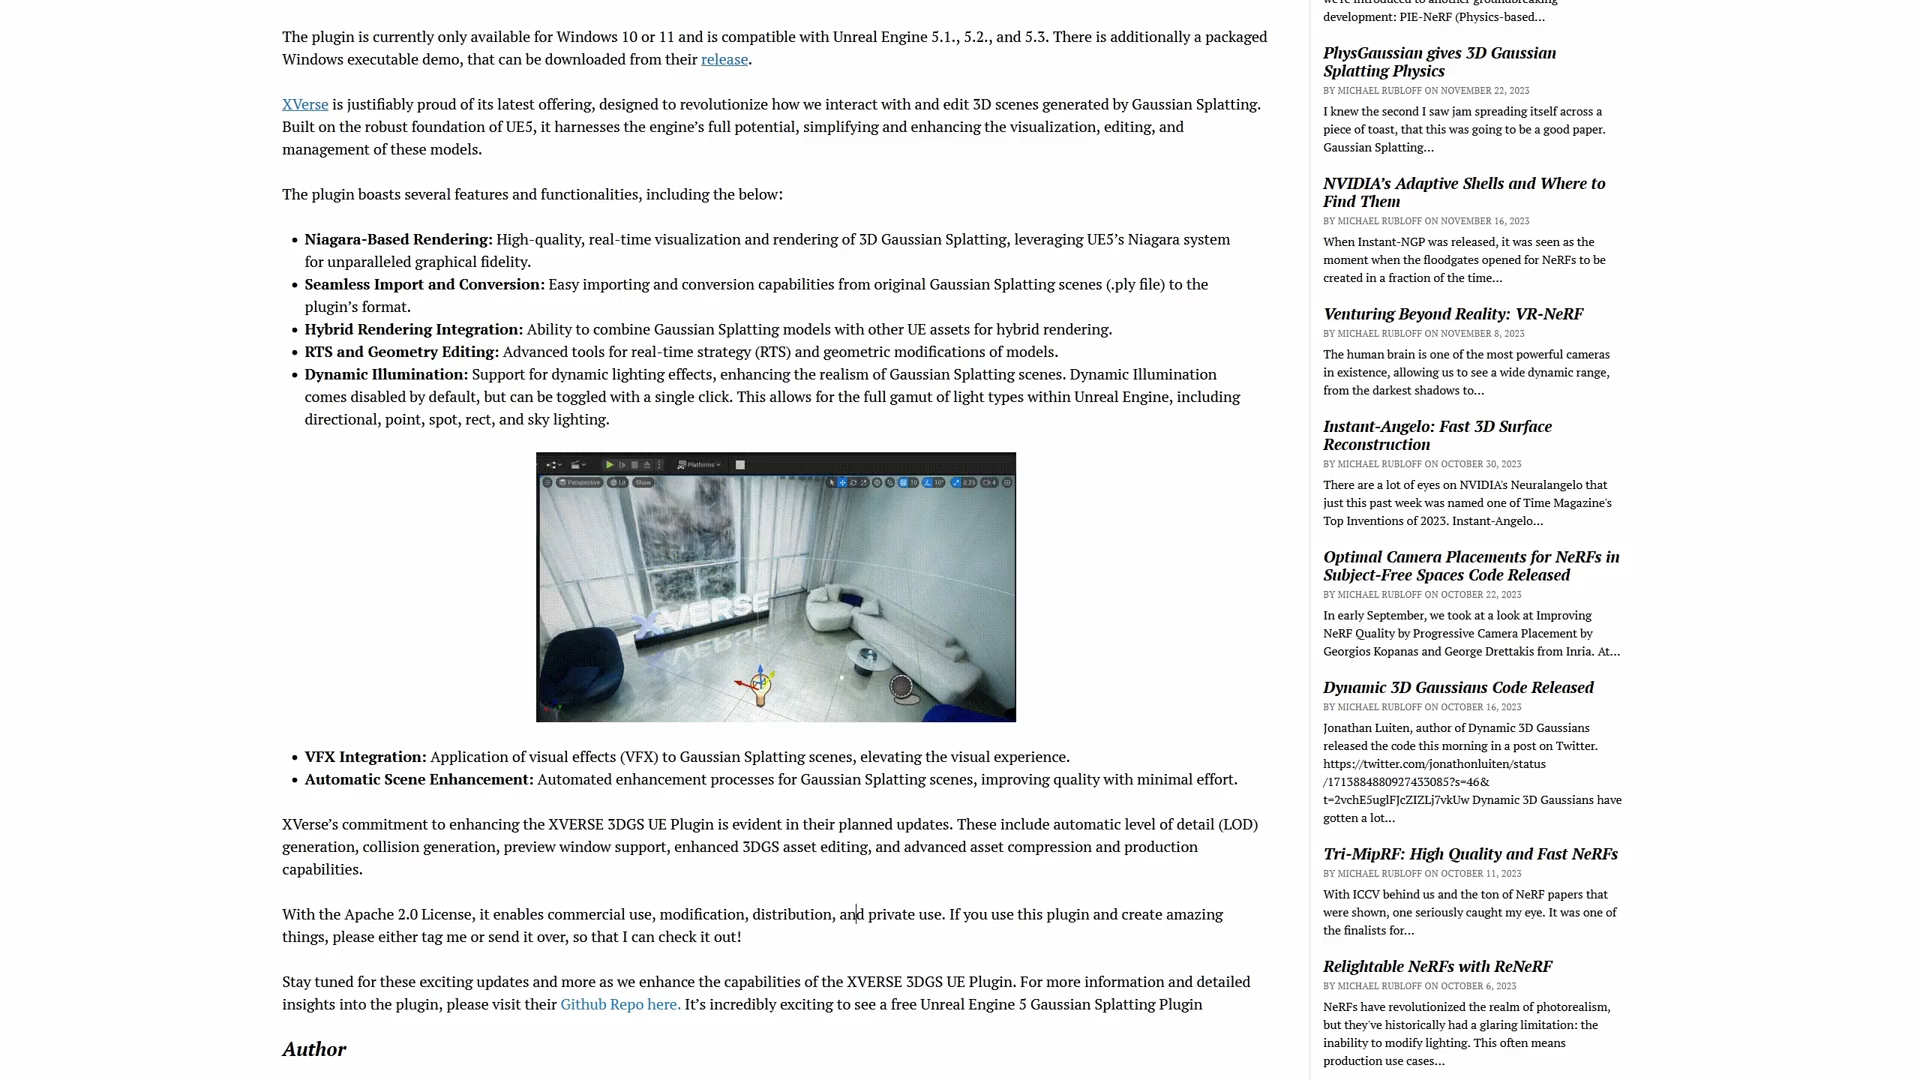 The plugin is currently only available for Windows 10 or 11 and is compatible with Unreal Engine 5.1., 5.2., and 5.3. There is additionally a packaged
Windows executable demo, that can be downloaded from their release.
XVerse is justifiably proud of its latest offering, designed to revolutionize how we interact with and edit 3D scenes generated by Gaussian Splatting.
Built on the robust foundation of UE5, it harnesses the engine’s full potential, simplifying and enhancing the visualization, editing, and
management of these models.
The plugin boasts several features and functionalities, including the below:
• Niagara-Based Rendering: High-quality, real-time visualization and rendering of 3D Gaussian Splatting, leveraging UE5’s Niagara system
for unparalleled graphical fidelity.
• Seamless Import and Conversion: Easy importing and conversion capabilities from original Gaussian Splatting scenes (.ply file) to the
plugin’s format.
• Hybrid Rendering Integration: Ability to combine Gaussian Splatting models with other UE assets for hybrid rendering.
• RTS and Geometry Editing: Advanced tools for real-time strategy (RTS) and geometric modifications of models.
• Dynamic Illumination: Support for dynamic lighting effects, enhancing the realism of Gaussian Splatting scenes. Dynamic Illumination
comes disabled by default, but can be toggled with a single click. This allows for the full gamut of light types within Unreal Engine, including
directional, point, spot, rect, and sky lighting.
Platforms
Perspective Lit Show 10 10° 0.25 4
XVERSE
• VFX Integration: Application of visual effects (VFX) to Gaussian Splatting scenes, elevating the visual experience.
• Automatic Scene Enhancement: Automated enhancement processes for Gaussian Splatting scenes, improving quality with minimal effort.
XVerse’s commitment to enhancing the XVERSE 3DGS UE Plugin is evident in their planned updates. These include automatic level of detail (LOD)
generation, collision generation, preview window support, enhanced 3DGS asset editing, and advanced asset compression and production
capabilities.
With the Apache 2.0 License, it enables commercial use, modification, distribution, and private use. If you use this plugin and create amazing
things, please either tag me or send it over, so that I can check it out!
Stay tuned for these exciting updates and more as we enhance the capabilities of the XVERSE 3DGS UE Plugin. For more information and detailed
insights into the plugin, please visit their Github Repo here. It’s incredibly exciting to see a free Unreal Engine 5 Gaussian Splatting Plugin
Author
we're introduced to another groundbreaking
development: PIE-NeRF (Physics-based...
PhysGaussian gives 3D Gaussian
Splatting Physics
BY MICHAEL RUBLOFF ON NOVEMBER 22, 2023
I knew the second I saw jam spreading itself across a
piece of toast, that this was going to be a good paper.
Gaussian Splatting...
NVIDIA’s Adaptive Shells and Where to
Find Them
BY MICHAEL RUBLOFF ON NOVEMBER 16, 2023
When Instant-NGP was released, it was seen as the
moment when the floodgates opened for NeRFs to be
created in a fraction of the time...
Venturing Beyond Reality: VR-NeRF
BY MICHAEL RUBLOFF ON NOVEMBER 8, 2023
The human brain is one of the most powerful cameras
in existence, allowing us to see a wide dynamic range,
from the darkest shadows to...
Instant-Angelo: Fast 3D Surface
Reconstruction
BY MICHAEL RUBLOFF ON OCTOBER 30, 2023
There are a lot of eyes on NVIDIA's Neuralangelo that
just this past week was named one of Time Magazine's
Top Inventions of 2023. Instant-Angelo...
Optimal Camera Placements for NeRFs in
Subject-Free Spaces Code Released
BY MICHAEL RUBLOFF ON OCTOBER 22, 2023
In early September, we took at a look at Improving
NeRF Quality by Progressive Camera Placement by
Georgios Kopanas and George Drettakis from Inria. At...
Dynamic 3D Gaussians Code Released
BY MICHAEL RUBLOFF ON OCTOBER 16, 2023
Jonathan Luiten, author of Dynamic 3D Gaussians
released the code this morning in a post on Twitter.
https://twitter.com/jonathonluiten/status
/1713884880927433085?s=46&
t=2vchE5uglFJcZIZLj7vkUw Dynamic 3D Gaussians have
gotten a lot...
Tri-MipRF: High Quality and Fast NeRFs
BY MICHAEL RUBLOFF ON OCTOBER 11, 2023
With ICCV behind us and the ton of NeRF papers that
were shown, one seriously caught my eye. It was one of
the finalists for...
Relightable NeRFs with ReNeRF
BY MICHAEL RUBLOFF ON OCTOBER 6, 2023
NeRFs have revolutionized the realm of photorealism,
but they've historically had a glaring limitation: the
inability to modify lighting. This often means
production use cases...